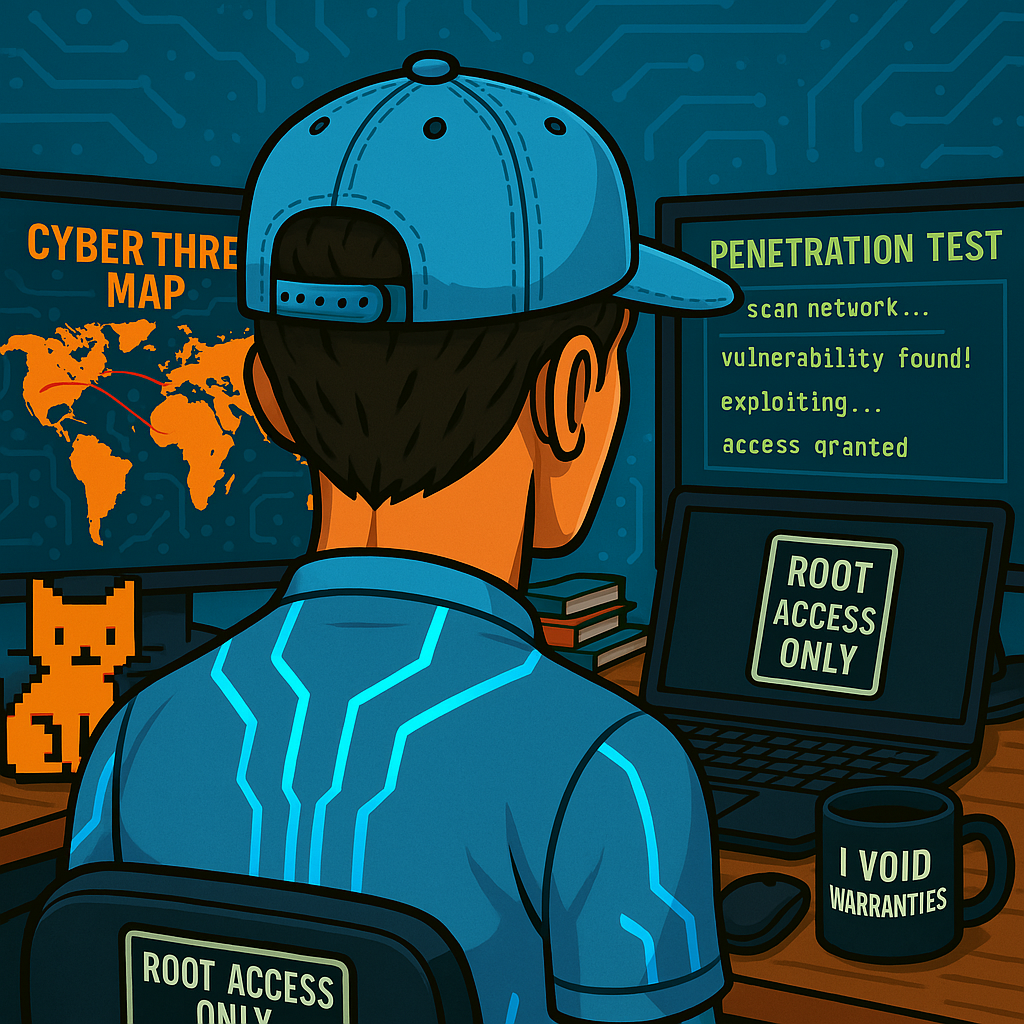 CYBER THRE
MAP
PENETRATION TEST
scan network...
vulnerability found!
exploiting...
access granted
ROOT
ACCESS
ONLY
I VOID
WARRANTIES
ROOT ACCESS
ONLY